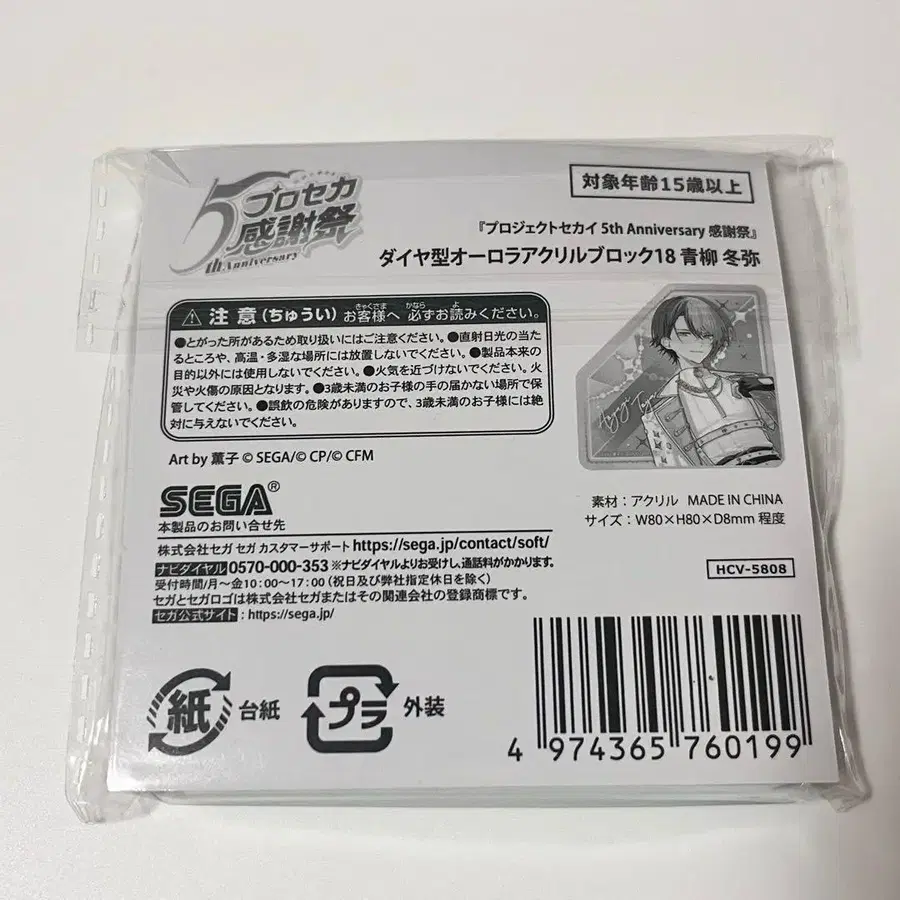 5th Anniversary
プロセカ
感謝祭
対象年齢15歳以上
『プロジェクトセカイ 5th Anniversary 感謝祭』
ダイヤ型オーロラアクリルブロック18 青柳 冬弥
注意(ちゅうい) お客様へ 必ずお読みください。
きゃくさま かなら よ
●とがった所があるため取り扱いにはご注意ください。●直射日光の当た
るところや、高温・多湿な場所には放置しないでください。●製品本来の
目的以外には使用しないでください。●火気を近づけないでください。火
災や火傷の原因となります。●3歳未満のお子様の手の届かない場所で保
管してください。●誤飲の危険がありますので、3歳未満のお子様には絶
対に与えないでください。
Art by 薫子 © SEGA/© CP/© CFM
Aoyagi Toya
素材：アクリル MADE IN CHINA
サイズ：W80×H80×D8mm 程度
HCV-5808
SEGA®
本製品のお問い合せ先
株式会社セガ セガ カスタマーサポート https://sega.jp/contact/soft/
ナビダイヤル 0570-000-353 ※ナビダイヤルよりお受けし、通話料がかかります。
受付時間/月～金10：00～17：00（祝日及び弊社指定休日を除く）
セガとセガロゴは株式会社セガまたはその関連会社の登録商標です。
セガ公式サイト：https://sega.jp/
紙 台紙
プラ 外装
4 974365 760199